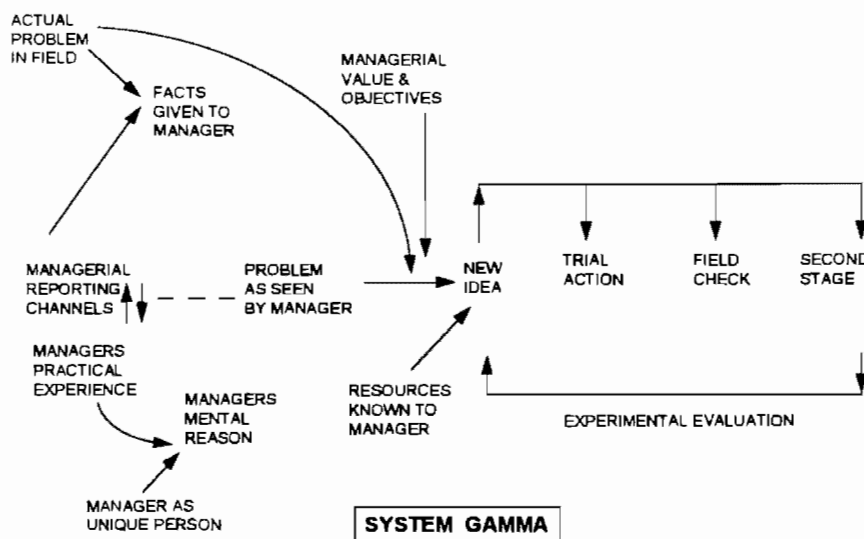 ACTUAL
PROBLEM
IN FIELD
FACTS
GIVEN TO
MANAGER
MANAGERIAL
VALUE &
OBJECTIVES
MANAGERIAL
REPORTING
CHANNELS
PROBLEM
AS SEEN
BY MANAGER
NEW
IDEA
TRIAL
ACTION
FIELD
CHECK
SECOND
STAGE
MANAGERS
PRACTICAL
EXPERIENCE
MANAGERS
MENTAL
REASON
RESOURCES
KNOWN TO
MANAGER
EXPERIMENTAL EVALUATION
MANAGER AS
UNIQUE PERSON
SYSTEM GAMMA